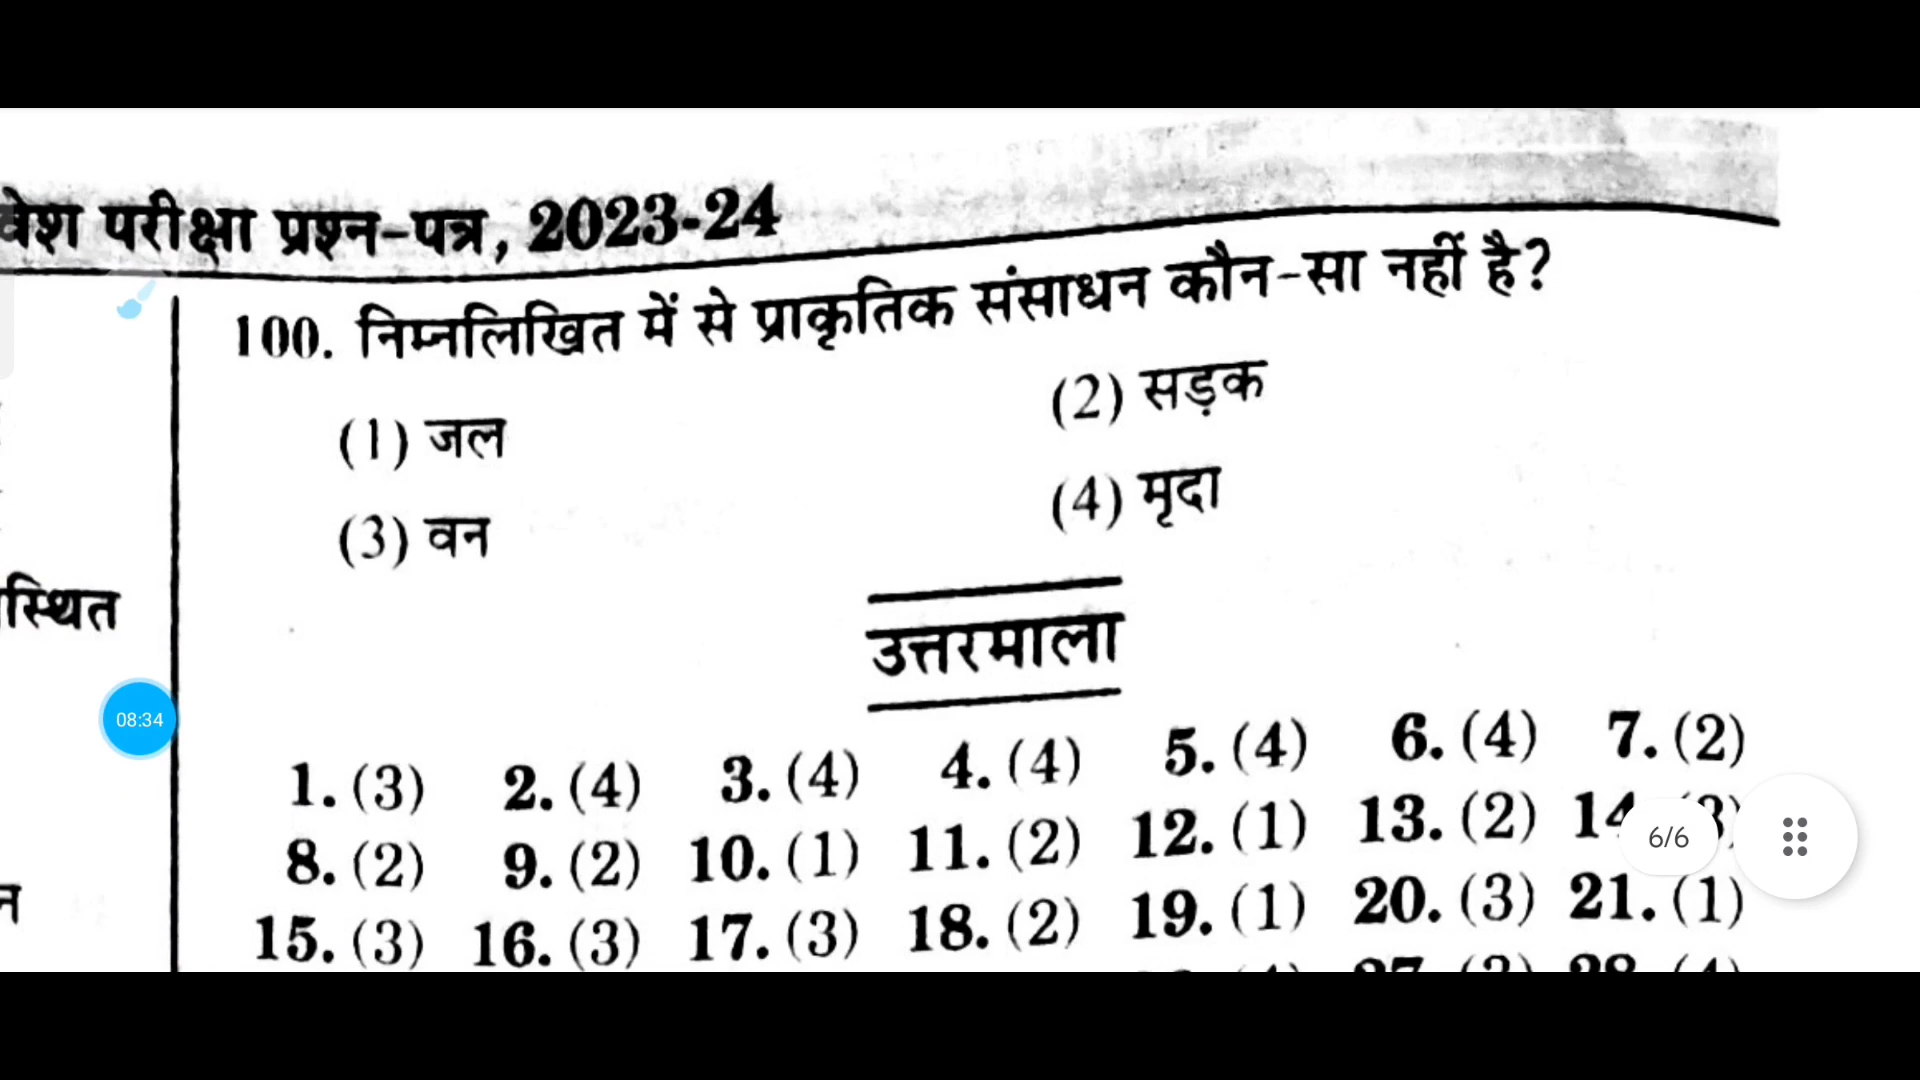 वेश परीक्षा प्रश्न-पत्र, 2023-24
100. निम्नलिखित में से प्राकृतिक संसाधन कौन-सा नहीं है?
(1) जल (2) सड़क
(3) वन (4) मृदा
स्थित
उत्तरमाला
08:34
1. (3) 2. (4) 3. (4) 4. (4) 5. (4) 6. (4) 7. (2)
8. (2) 9. (2) 10. (1) 11. (2) 12. (1) 13. (2) 14
6/6
न
15. (3) 16. (3) 17. (3) 18. (2) 19. (1) 20. (3) 21. (1)